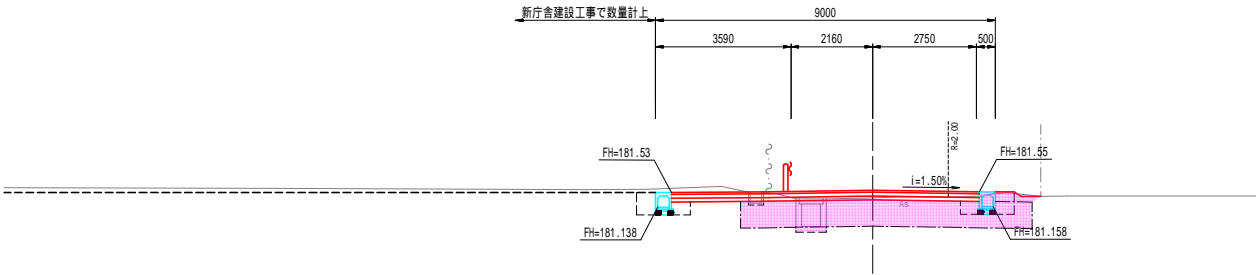 新庁舎建設工事で数量計上
9000
3590
2160
2750
500
R=2.00
FH=181.53
FH=181.55
i=1.50%
AS
FH=181.138
FH=181.158